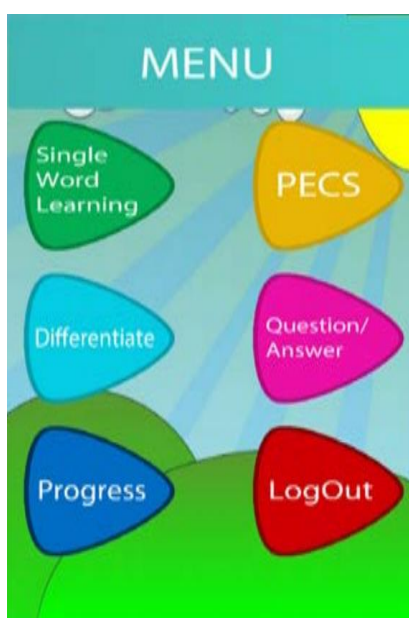 MENU
Single
Word
Learning
PECS
Differentiate
Question/
Answer
Progress
LogOut